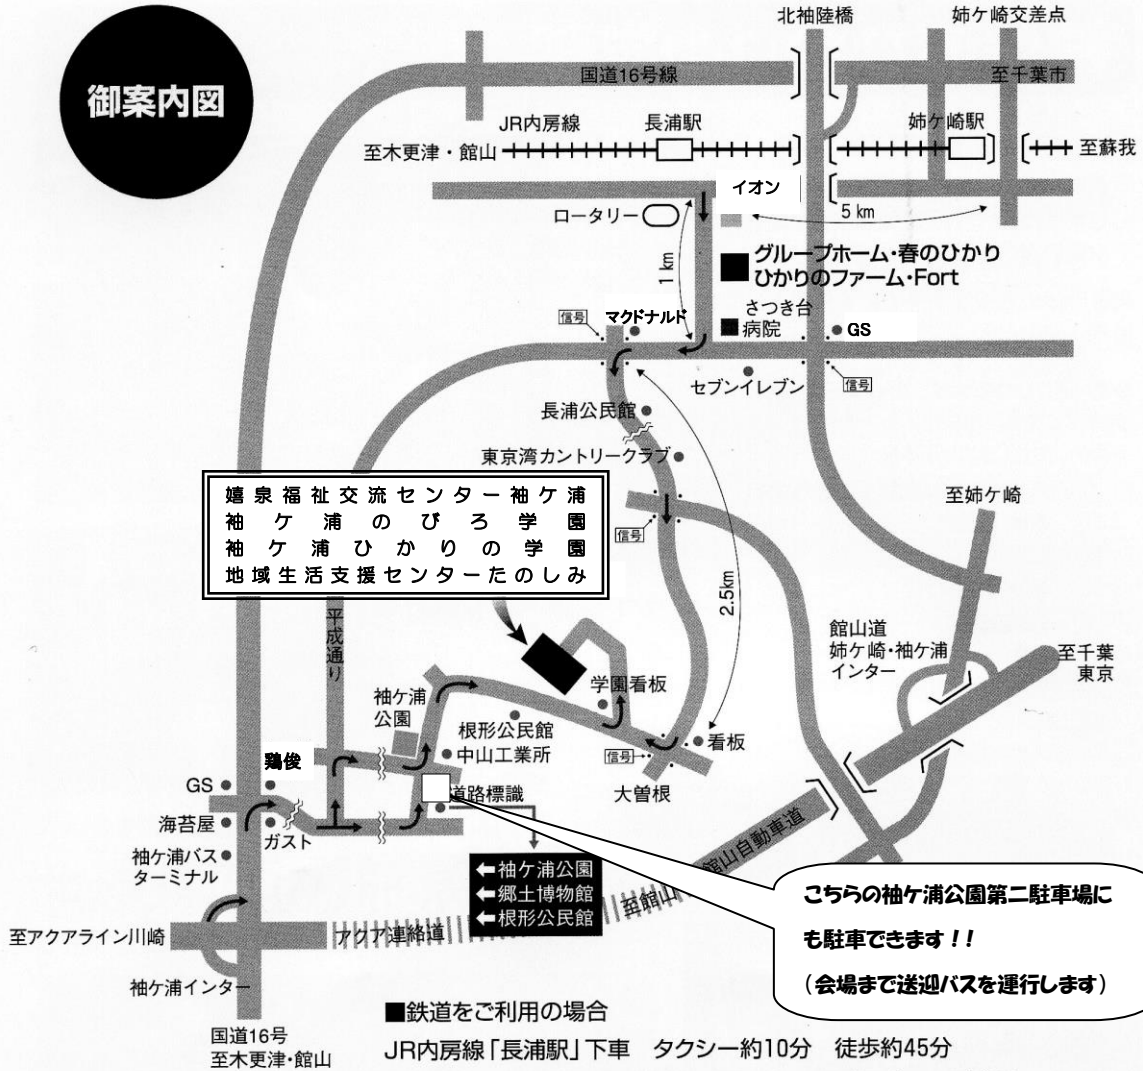 御案内図
北袖陸橋
姉ケ崎交差点
国道16号線
至千葉市
JR内房線
長浦駅
姉ケ崎駅
至木更津・館山
至蘇我
イオン
ロータリー
5 km
1 km
グループホーム・春のひかり
ひかりのファーム・Fort
さつき台
病院
信号
マクドナルド
GS
セブンイレブン
信号
長浦公民館
東京湾カントリークラブ
嬉泉福祉交流センター袖ケ浦
袖ケ浦のびろ学園
袖ケ浦ひかりの学園
地域生活支援センターたのしみ
信号
至姉ケ崎
2.5km
平成通り
館山道
姉ケ崎・袖ケ浦
インター
至千葉
東京
袖ケ浦
公園
学園看板
根形公民館
中山工業所
信号
看板
鶏俊
GS
道路標識
大曽根
海苔屋
ガスト
袖ケ浦バス
ターミナル
館山自動車道
←袖ケ浦公園
←郷土博物館
←根形公民館
至館山
こちらの袖ケ浦公園第二駐車場に
も駐車できます！！
（会場まで送迎バスを運行します）
至アクアライン川崎
アクア連絡道
袖ケ浦インター
国道16号
至木更津・館山
■鉄道をご利用の場合
JR内房線「長浦駅」下車　タクシー約10分　徒歩約45分